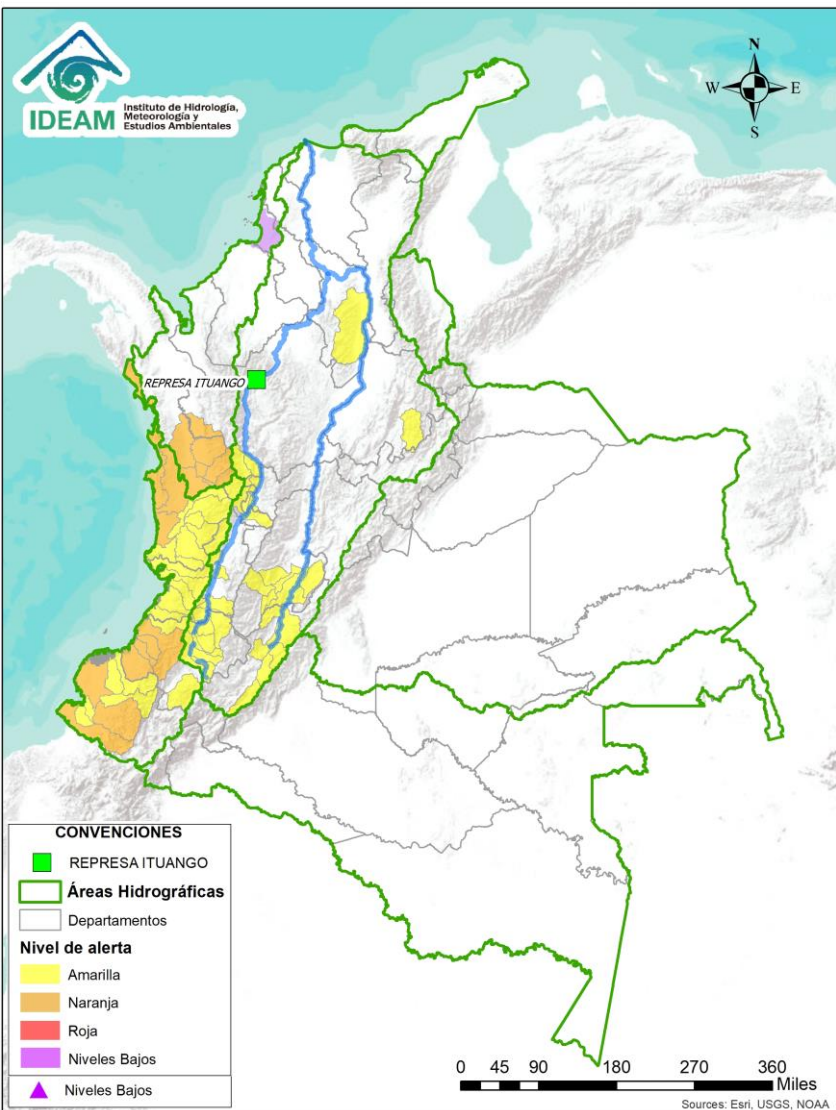 IDEAM
Instituto de Hidrología,
Meteorología y
Estudios Ambientales
N
W
E
S
REPRESA ITUANGO
CONVENCIONES
REPRESA ITUANGO
Áreas Hidrográficas
Departamentos
Nivel de alerta
Amarilla
Naranja
Roja
Niveles Bajos
Niveles Bajos
0 45 90 180 270 360
Miles
Sources: Esri, USGS, NOAA